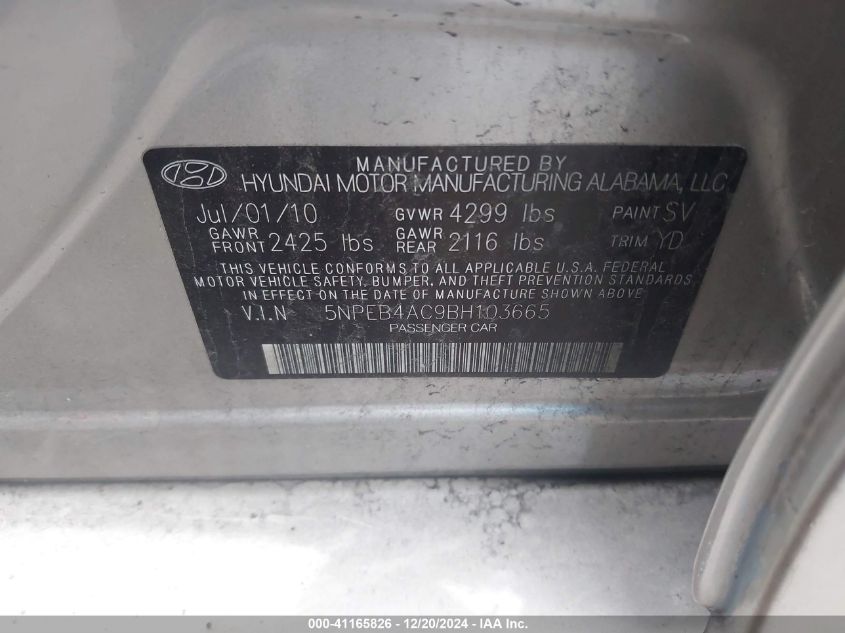 MANUFACTURED BY
HYUNDAI MOTOR MANUFACTURING ALABAMA, LLC
Jul/01/10 GVWR 4299 lbs PAINT SV
GAWR FRONT 2425 lbs GAWR REAR 2116 lbs TRIM YD
THIS VEHICLE CONFORMS TO ALL APPLICABLE U.S.A. FEDERAL
MOTOR VEHICLE SAFETY, BUMPER, AND THEFT PREVENTION STANDARDS
IN EFFECT ON THE DATE OF MANUFACTURE SHOWN ABOVE.
V.I.N 5NPEB4AC9BH103665
PASSENGER CAR
000-41165826 - 12/20/2024 - IAA Inc.